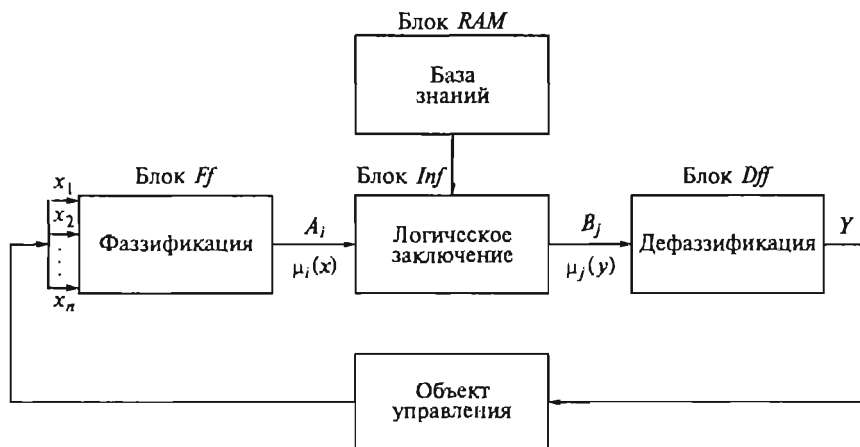 Блок RAM
База
знаний
Блок Ff
Блок Inf
Блок Dff
x1
x2
xn
Фаззификация
Ai
μi(x)
Логическое
заключение
Bj
μj(y)
Дефаззификация
Y
Объект
управления